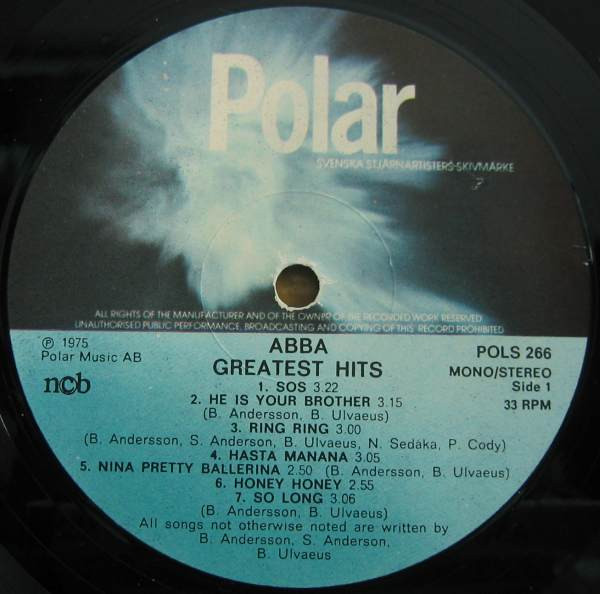 Polar
SVENSKA STJÄRNARTISTERS-SKIVMÄRKE
ALL RIGHTS OF THE MANUFACTURER AND OF THE OWNER OF THE RECORDED WORK RESERVED
UNAUTHORISED PUBLIC PERFORMANCE, BROADCASTING AND COPYING OF THIS RECORD PROHIBITED
℗ 1975
Polar Music AB
ncb
ABBA
GREATEST HITS
POLS 266
MONO/STEREO
Side 1
33 RPM
1. SOS 3.22
2. HE IS YOUR BROTHER 3.15
(B. Andersson, B. Ulvaeus)
3. RING RING 3.00
(B. Andersson, S. Anderson, B. Ulvaeus, N. Sedaka, P. Cody)
4. HASTA MANANA 3.05
5. NINA PRETTY BALLERINA 2.50 (B. Andersson, B. Ulvaeus)
6. HONEY HONEY 2.55
7. SO LONG 3.06
(B. Andersson, B. Ulvaeus)
All songs not otherwise noted are written by
B. Andersson, S. Anderson,
B. Ulvaeus